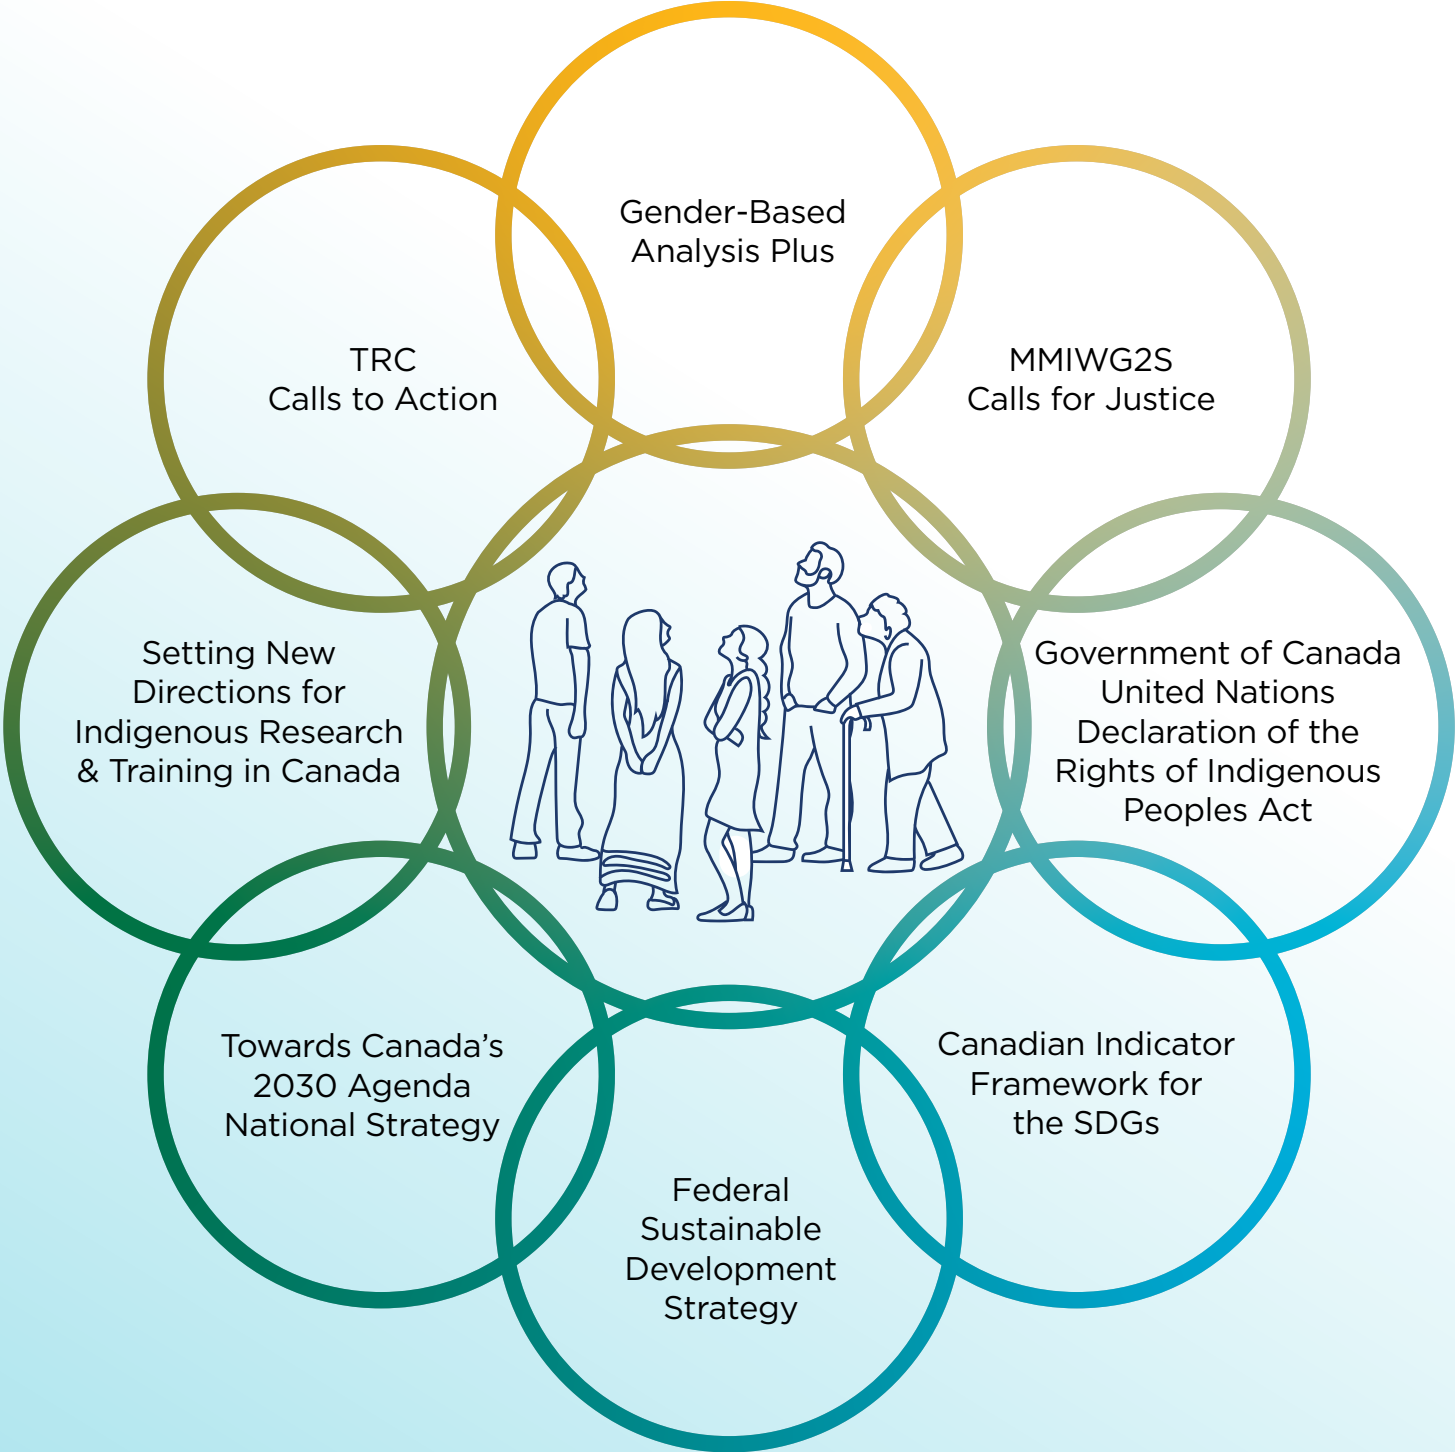 Gender-Based
Analysis Plus
MMIWG2S
Calls for Justice
Government of Canada
United Nations
Declaration of the
Rights of Indigenous
Peoples Act
Canadian Indicator
Framework for
the SDGs
Federal
Sustainable
Development
Strategy
Towards Canada’s
2030 Agenda
National Strategy
Setting New
Directions for
Indigenous Research
& Training in Canada
TRC
Calls to Action